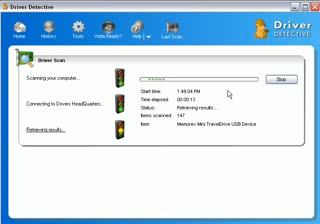 Driver Detective
Home
History
Tools
Vista Ready?
Help
Last Scan
Driver
DETECTIVE
Driver Scan
Scanning your computer...
Stop
Start time: 1:49:04 PM
Time elapsed: 00:00:13
Connecting to Drivers HeadQuarters...
Status: Retrieving results...
Items scanned: 147
Item: Memorex Mini TravelDrive USB Device
Retrieving results...